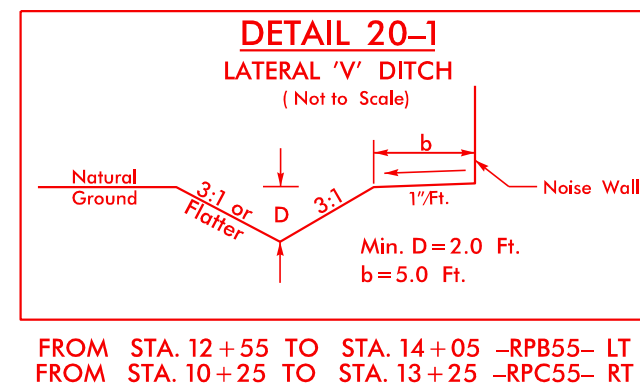 DETAIL 20–1
LATERAL 'V' DITCH
( Not to Scale)
b
Natural
Ground
3:1 or
Flatter
D
3:1
1"/Ft.
Noise Wall
Min. D=2.0 Ft.
b=5.0 Ft.
FROM STA. 12+55 TO STA. 14+05 –RPB55– LT
FROM STA. 10+25 TO STA. 13+25 –RPC55– RT